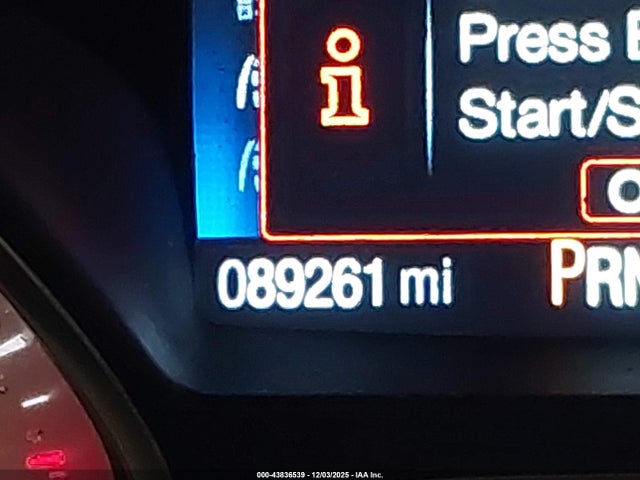 Press
Start/S
089261 mi
PRN
000-43836539 - 12/03/2025 - IAA Inc.